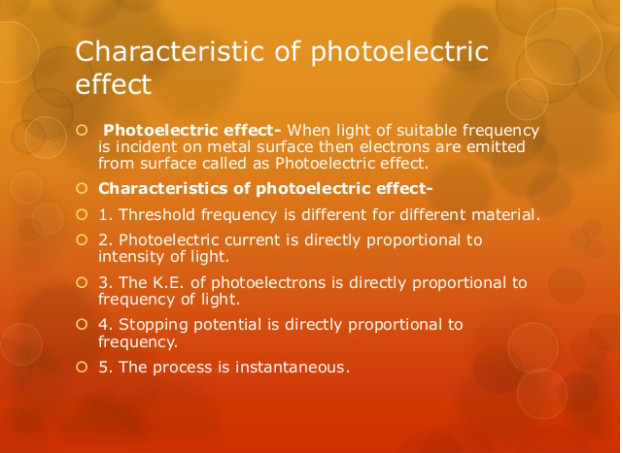 Characteristic of photoelectric
effect
Photoelectric effect- When light of suitable frequency
is incident on metal surface then electrons are emitted
from surface called as Photoelectric effect.
Characteristics of photoelectric effect-
1. Threshold frequency is different for different material.
2. Photoelectric current is directly proportional to
intensity of light.
3. The K.E. of photoelectrons is directly proportional to
frequency of light.
4. Stopping potential is directly proportional to
frequency.
5. The process is instantaneous.